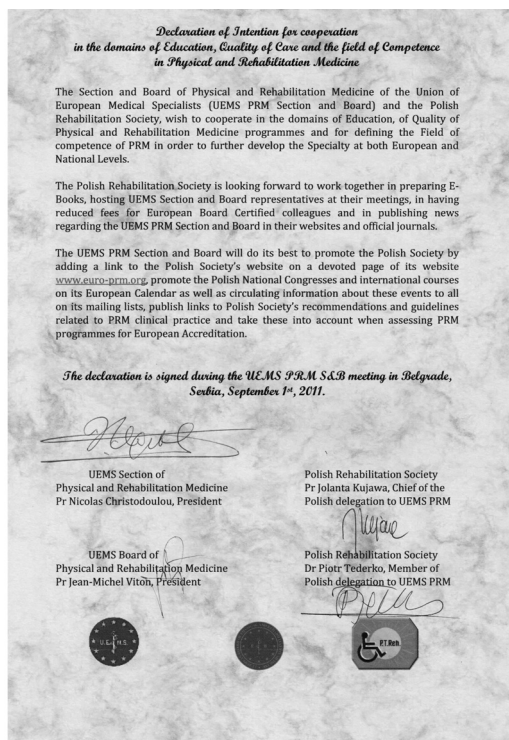 Declaration of Intention for cooperation
in the domains of Education, Quality of Care and the field of Competence
in Physical and Rehabilitation Medicine
The Section and Board of Physical and Rehabilitation Medicine of the Union of
European Medical Specialists (UEMS PRM Section and Board) and the Polish
Rehabilitation Society, wish to cooperate in the domains of Education, of Quality of
Physical and Rehabilitation Medicine programmes and for defining the Field of
competence of PRM in order to further develop the Specialty at both European and
National Levels.
The Polish Rehabilitation Society is looking forward to work together in preparing E-
Books, hosting UEMS Section and Board representatives at their meetings, in having
reduced fees for European Board Certified colleagues and in publishing news
regarding the UEMS PRM Section and Board in their websites and official journals.
The UEMS PRM Section and Board will do its best to promote the Polish Society by
adding a link to the Polish Society's website on a devoted page of its website
www.euro-prm.org, promote the Polish National Congresses and international courses
on its European Calendar as well as circulating information about these events to all
on its mailing lists, publish links to Polish Society's recommendations and guidelines
related to PRM clinical practice and take these into account when assessing PRM
programmes for European Accreditation.
The declaration is signed during the UEMS PRM S&B meeting in Belgrade,
Serbia, September 1st, 2011.
UEMS Section of
Physical and Rehabilitation Medicine
Pr Nicolas Christodoulou, President
Polish Rehabilitation Society
Pr Jolanta Kujawa, Chief of the
Polish delegation to UEMS PRM
UEMS Board of
Physical and Rehabilitation Medicine
Pr Jean-Michel Viton, President
Polish Rehabilitation Society
Dr Piotr Tederko, Member of
Polish delegation to UEMS PRM
U.E.M.S.
P.T.Reh.